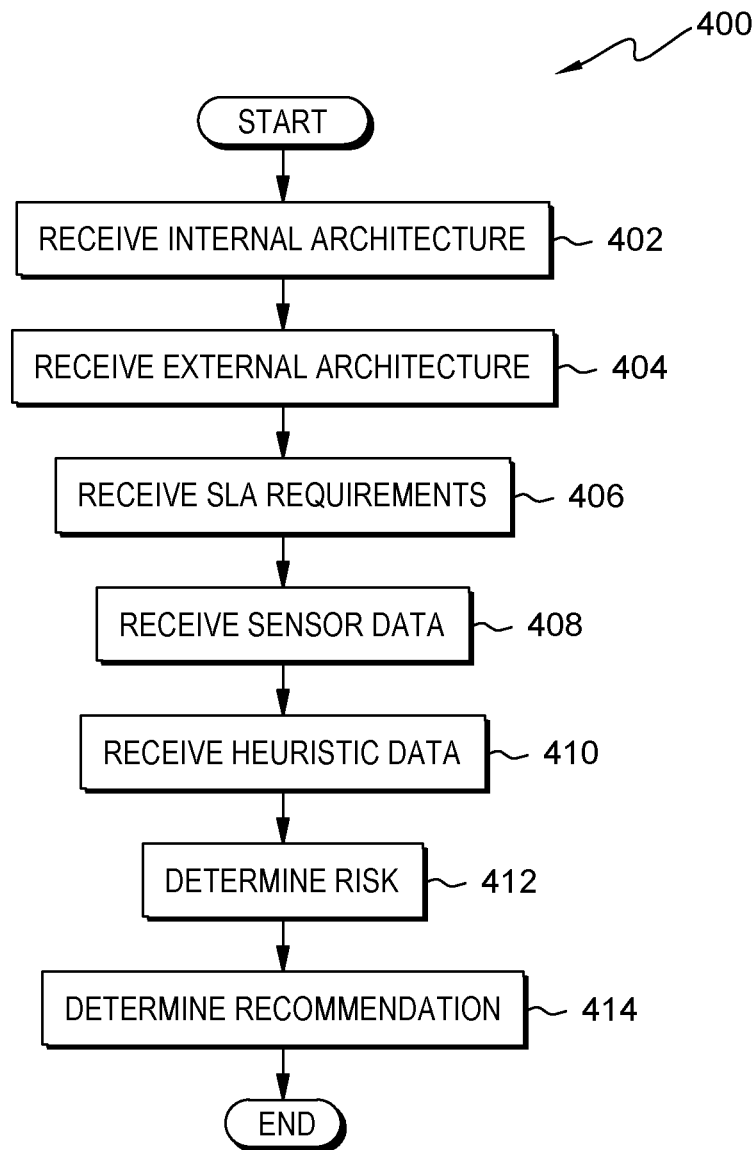 400
START
RECEIVE INTERNAL ARCHITECTURE 402
RECEIVE EXTERNAL ARCHITECTURE 404
RECEIVE SLA REQUIREMENTS 406
RECEIVE SENSOR DATA 408
RECEIVE HEURISTIC DATA 410
DETERMINE RISK 412
DETERMINE RECOMMENDATION 414
END